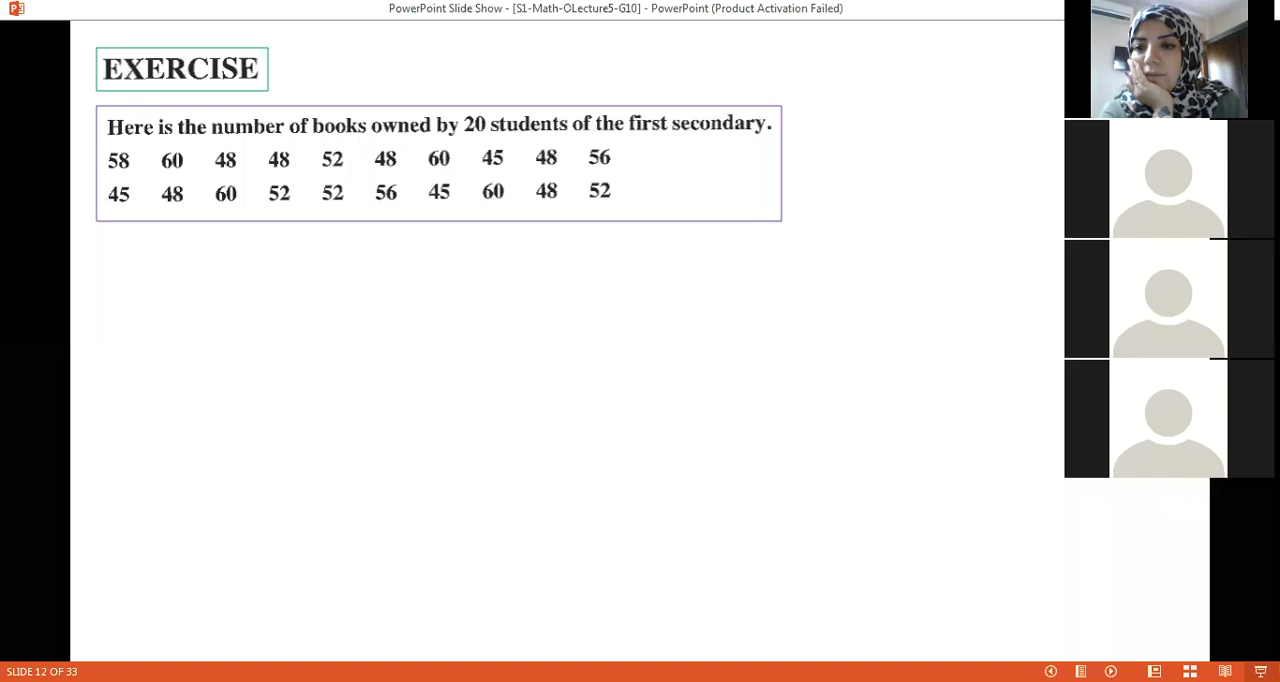 PowerPoint Slide Show - [S1-Math-OLecture5-G10] - PowerPoint (Product Activation Failed)
EXERCISE
Here is the number of books owned by 20 students of the first secondary.
58 60 48 48 52 48 60 45 48 56
45 48 60 52 52 56 45 60 48 52
SLIDE 12 OF 33